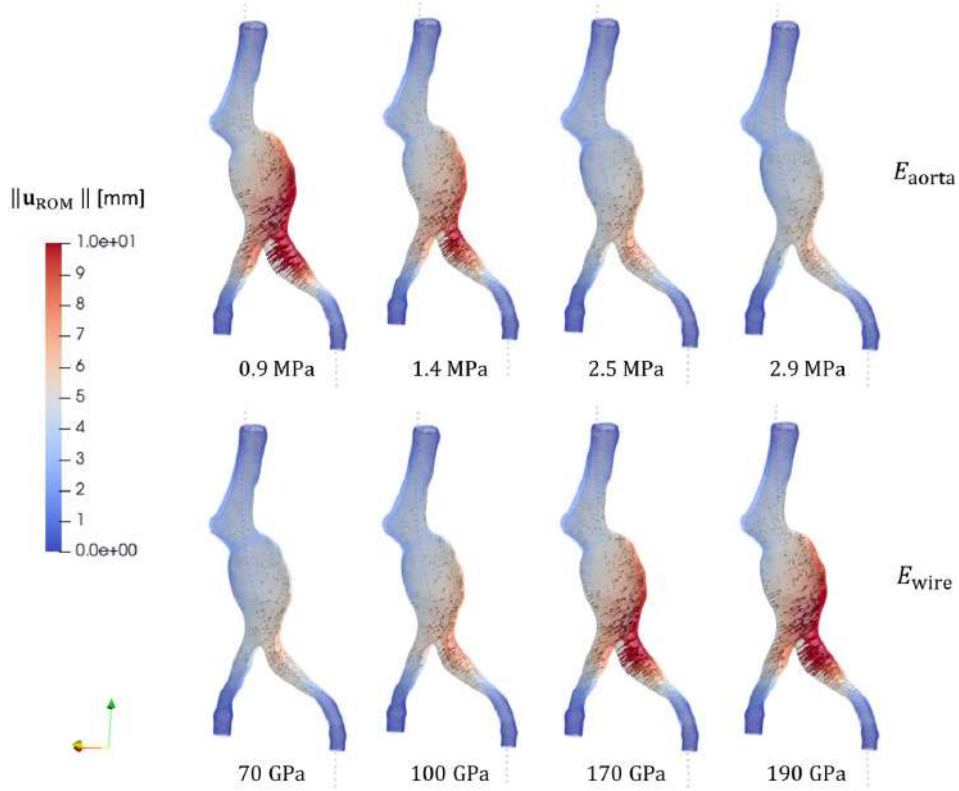 ‖u_ROM‖ [mm]
1.0e+01
9
8
7
6
5
4
3
2
1
0.0e+00
E_aorta
0.9 MPa
1.4 MPa
2.5 MPa
2.9 MPa
E_wire
70 GPa
100 GPa
170 GPa
190 GPa